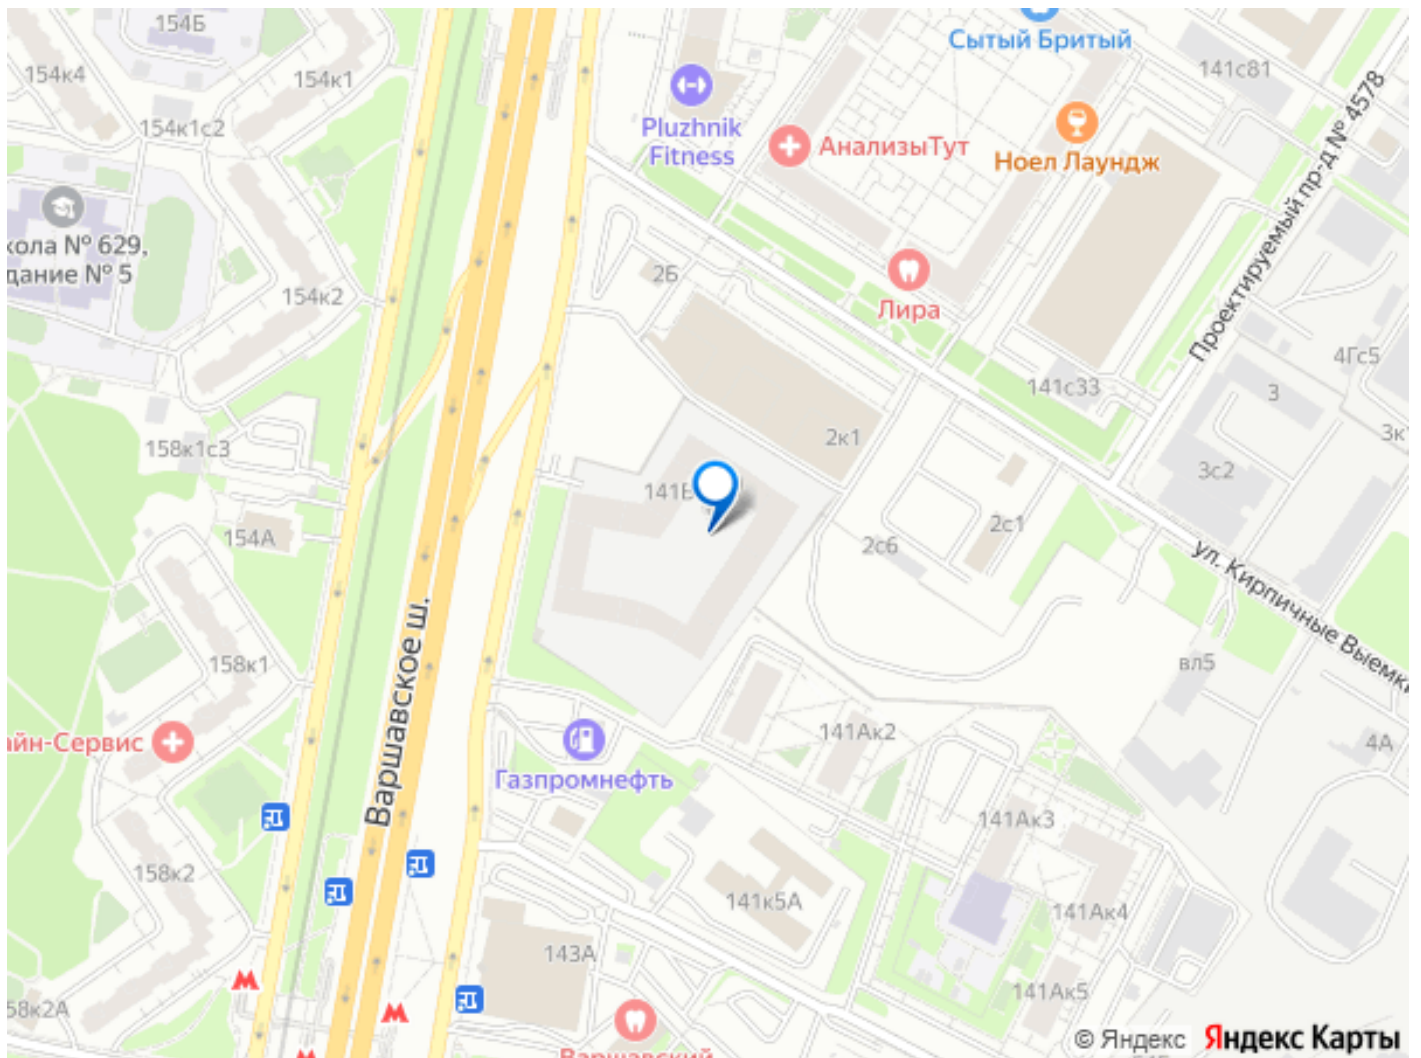 154Б
Сытый Бритый
154к4
154к1
141с81
Проектируемый пр-д № 4578
154к1с2
Pluzhnik
Fitness
АнализыТут
Ноел Лаундж
кола № 629,
дание № 5
2Б
154к2
Лира
4Гс5
141с33
3
2к1
158к1с3
3с2
141Б
2с1
154А
2с6
ул. Кирпичные Выемки
Варшавское ш.
158к1
вл5
айн-Сервис
141Ак2
4А
Газпромнефть
141Ак3
158к2
141к5А
141Ак4
143А
141Ак5
58к2А
Варшавский
© Яндекс Яндекс Карты